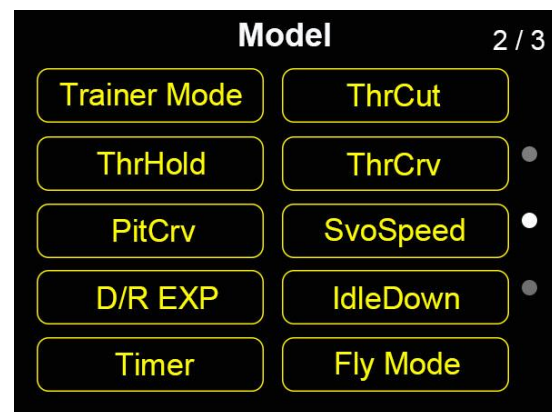 Model 2 / 3
Trainer Mode ThrCut
ThrHold ThrCrv
PitCrv SvoSpeed
D/R EXP IdleDown
Timer Fly Mode